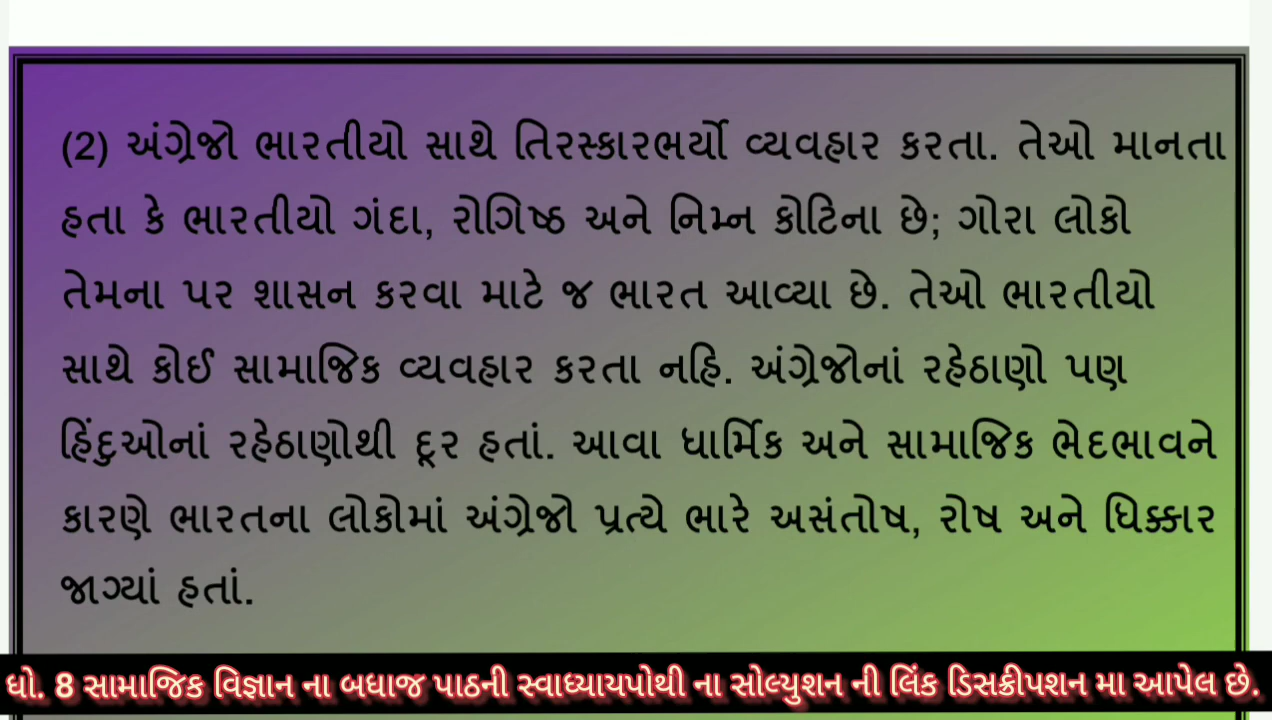 (2) અંગ્રેજો ભારતીયો સાથે તિરસ્કારભર્યો વ્યવહાર કરતા. તેઓ માનતા
હતા કે ભારતીયો ગંદા, રોગિષ્ઠ અને નિમ્ન કોટિના છે; ગોરા લોકો
તેમના પર શાસન કરવા માટે જ ભારત આવ્યા છે. તેઓ ભારતીયો
સાથે કોઈ સામાજિક વ્યવહાર કરતા નહિ. અંગ્રેજોનાં રહેઠાણો પણ
હિંદુઓનાં રહેઠાણોથી દૂર હતાં. આવા ધાર્મિક અને સામાજિક ભેદભાવને
કારણે ભારતના લોકોમાં અંગ્રેજો પ્રત્યે ભારે અસંતોષ, રોષ અને ધિક્કાર
જાગ્યાં હતાં.
ધો. 8 સામાજિક વિજ્ઞાન ના બધાજ પાઠની સ્વાધ્યાયપોથી ના સોલ્યુશન ની લિંક ડિસક્રીપશન મા આપેલ છે.